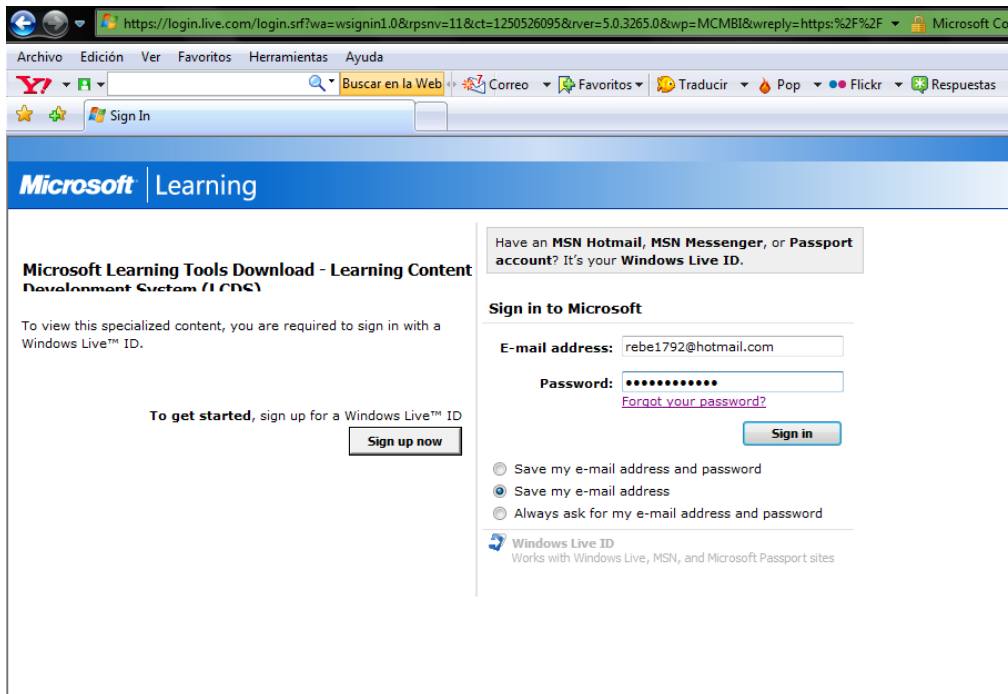 https://login.live.com/login.srf?wa=wsignin1.0&rpsnv=11&ct=1250526095&rver=5.0.3265.0&wp=MCMBI&wreply=https:%2F%2F Microsoft Co
Archivo Edición Ver Favoritos Herramientas Ayuda
Y! Buscar en la Web Correo Favoritos Traducir Pop Flickr Respuestas
Sign In
Microsoft Learning
Microsoft Learning Tools Download - Learning Content
Development System (LCDS)
To view this specialized content, you are required to sign in with a
Windows Live™ ID.
To get started, sign up for a Windows Live™ ID
Sign up now
Have an MSN Hotmail, MSN Messenger, or Passport
account? It's your Windows Live ID.
Sign in to Microsoft
E-mail address: rebe1792@hotmail.com
Password: ●●●●●●●●●●●●
Forgot your password?
Sign in
Save my e-mail address and password
Save my e-mail address
Always ask for my e-mail address and password
Windows Live ID
Works with Windows Live, MSN, and Microsoft Passport sites